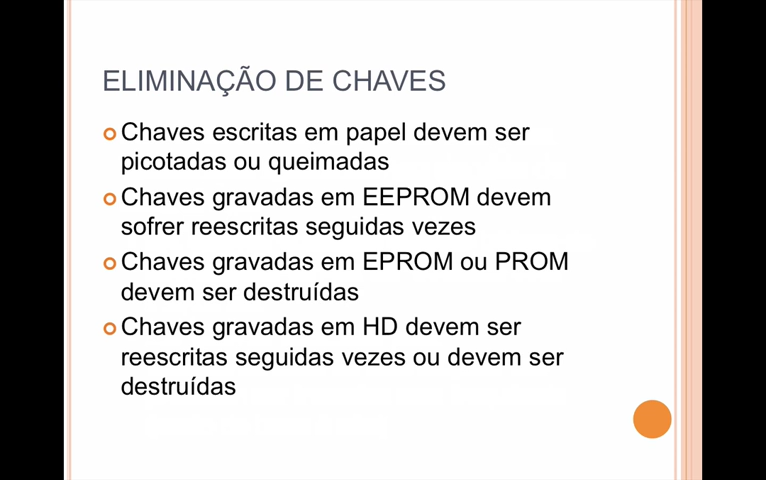 ELIMINAÇÃO DE CHAVES
Chaves escritas em papel devem ser
picotadas ou queimadas
Chaves gravadas em EEPROM devem
sofrer reescritas seguidas vezes
Chaves gravadas em EPROM ou PROM
devem ser destruídas
Chaves gravadas em HD devem ser
reescritas seguidas vezes ou devem ser
destruídas